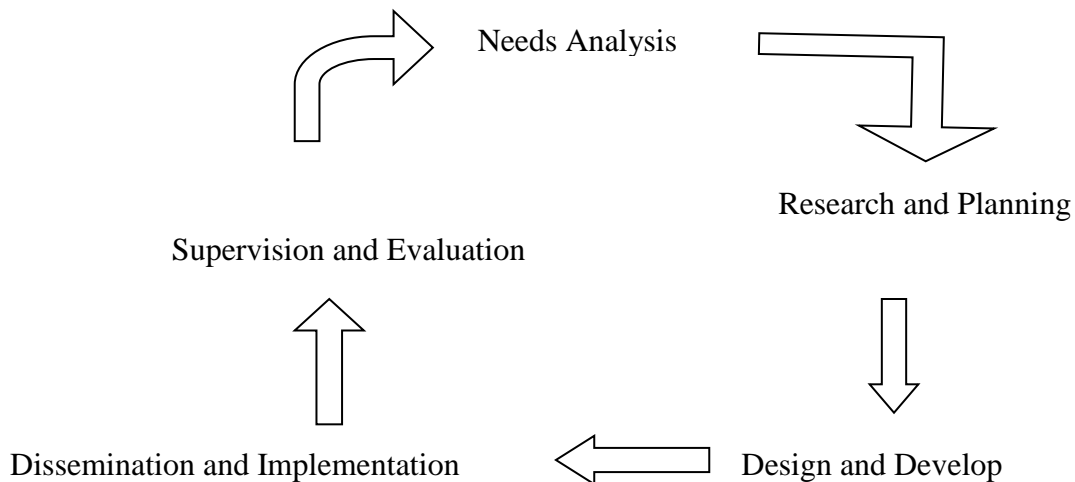 Needs Analysis
Research and Planning
Supervision and Evaluation
Dissemination and Implementation
Design and Develop